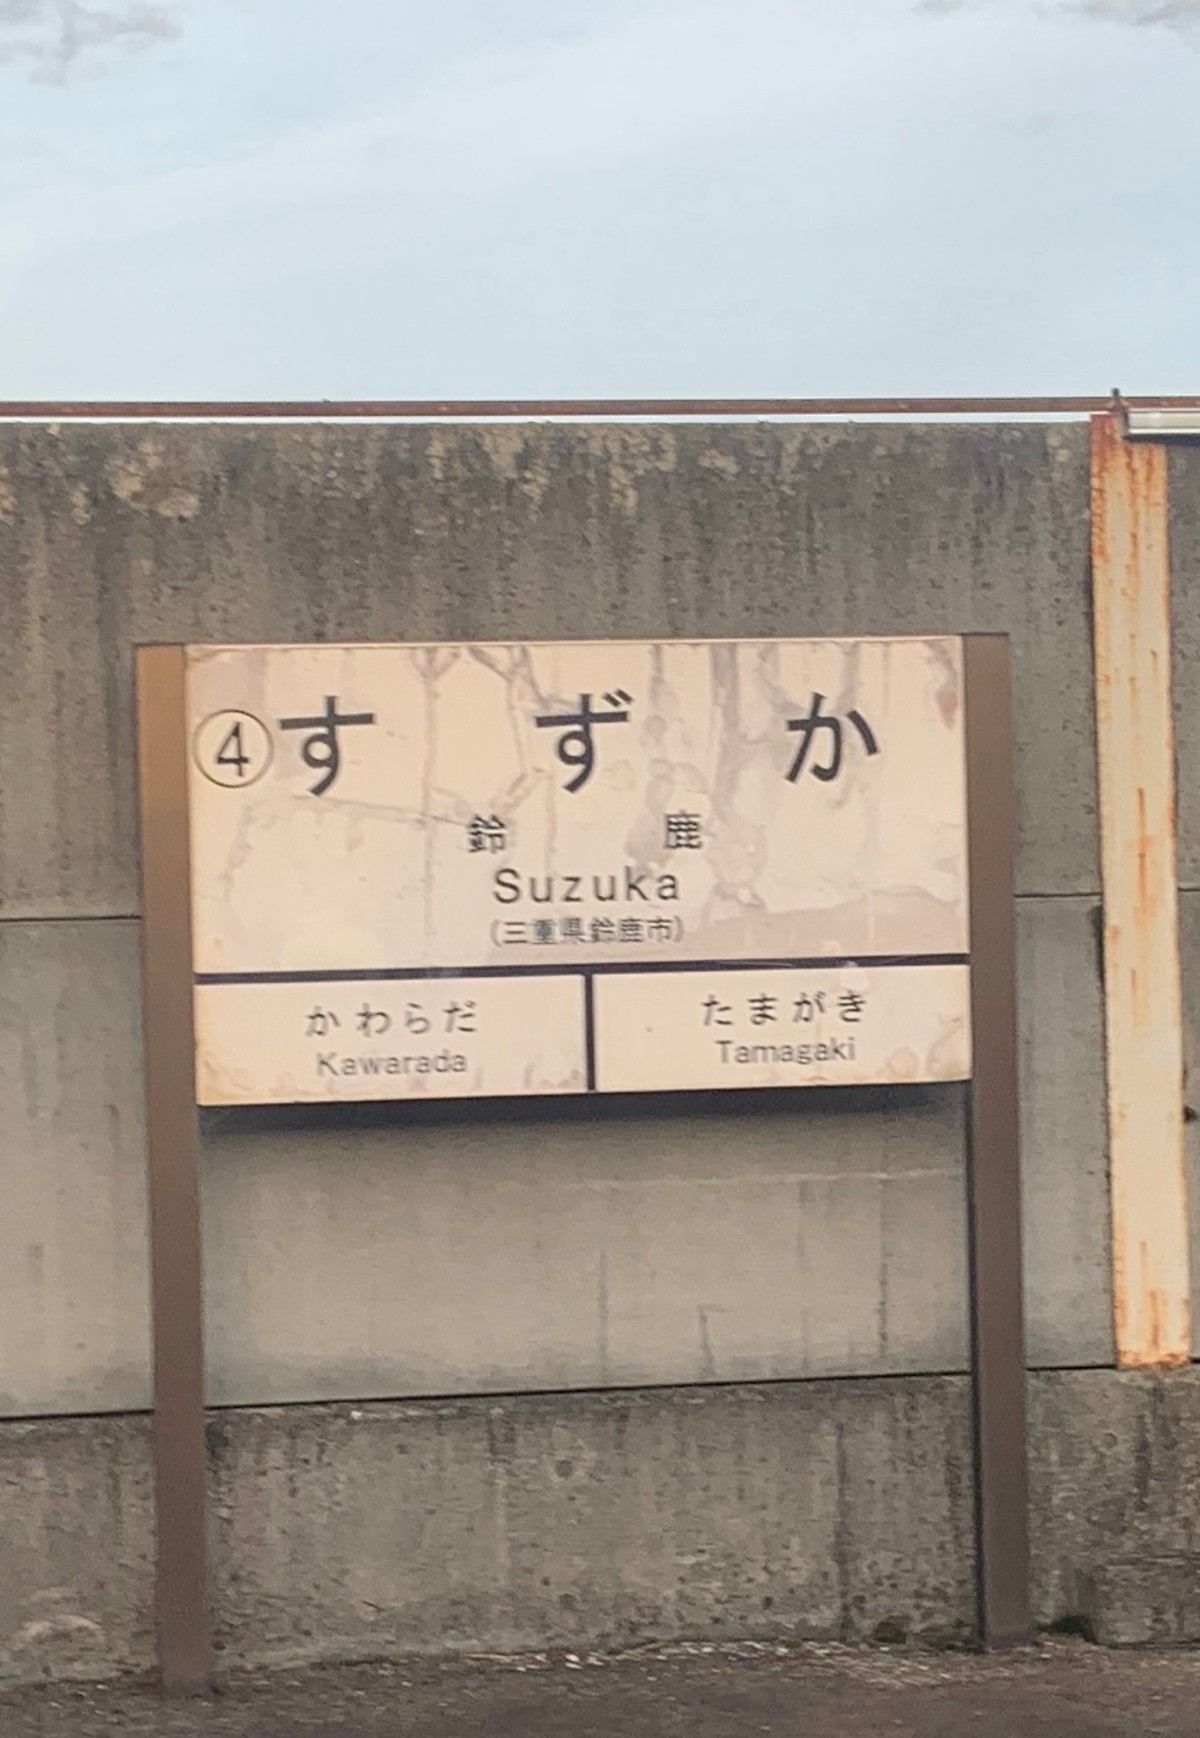 ④すずか
鈴鹿
Suzuka
(三重県鈴鹿市)
かわらだ
Kawarada
たまがき
Tamagaki